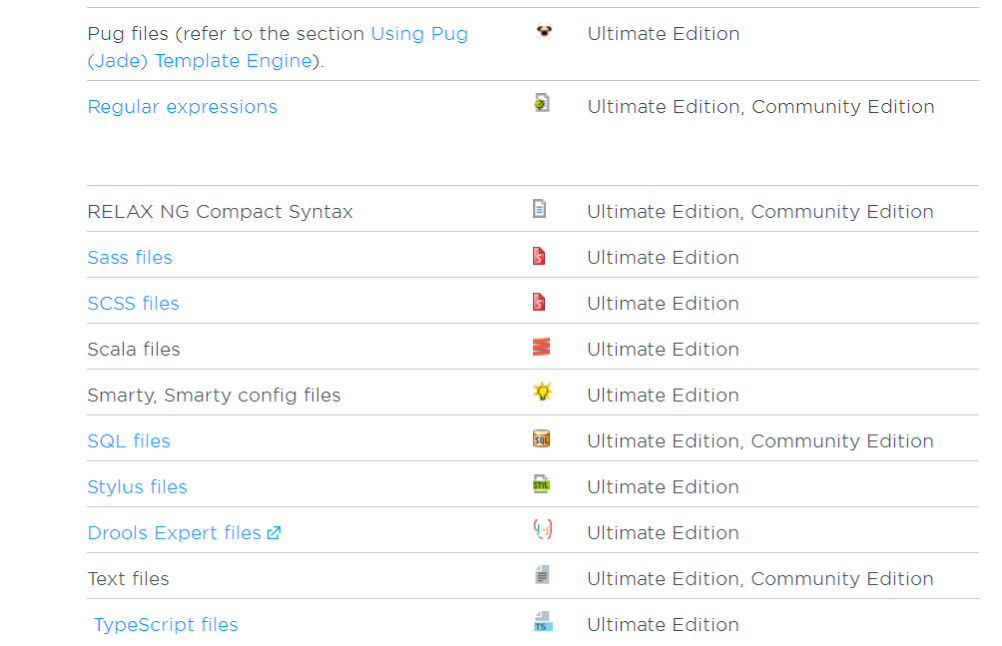 Pug files (refer to the section Using Pug Ultimate Edition
(Jade) Template Engine).
Regular expressions Ultimate Edition, Community Edition
RELAX NG Compact Syntax Ultimate Edition, Community Edition
Sass files S Ultimate Edition
SCSS files S Ultimate Edition
Scala files Ultimate Edition
Smarty, Smarty config files Ultimate Edition
SQL files SQL Ultimate Edition, Community Edition
Stylus files STYL Ultimate Edition
Drools Expert files Ultimate Edition
Text files Ultimate Edition, Community Edition
TypeScript files TS Ultimate Edition